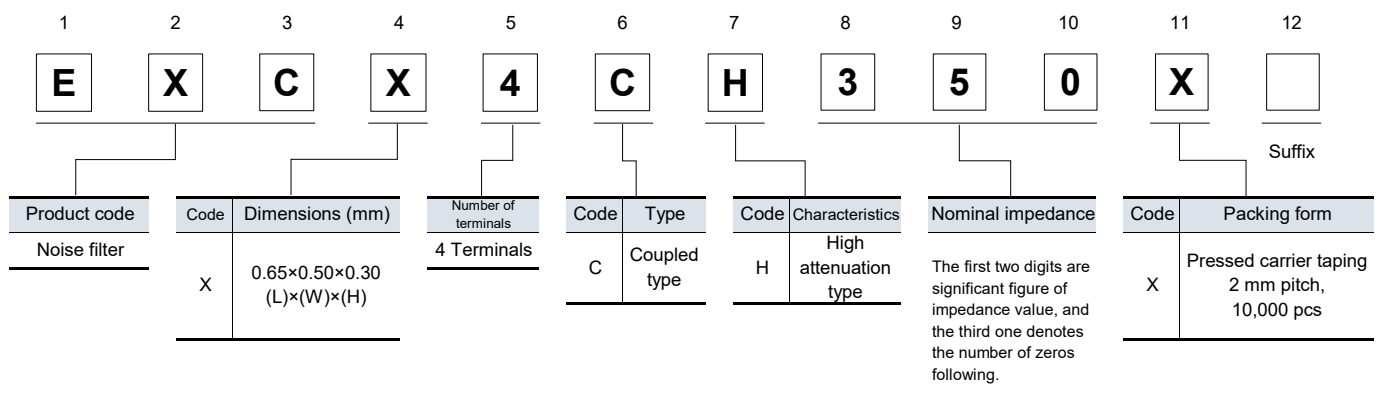 1 2 3 4 5 6 7 8 9 10 11 12
E X C X 4 C H 3 5 0 X
Suffix
Product code
Noise filter
Code Dimensions (mm)
X 0.65×0.50×0.30
(L)×(W)×(H)
Number of
terminals
4 Terminals
Code Type
C Coupled
type
Code Characteristics
H High
attenuation
type
Nominal impedance
The first two digits are
significant figure of
impedance value, and
the third one denotes
the number of zeros
following.
Code Packing form
X Pressed carrier taping
2 mm pitch,
10,000 pcs